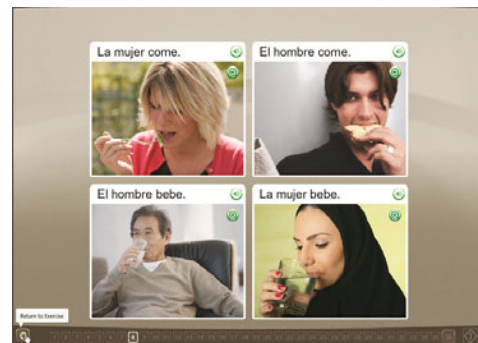 La mujer come.
El hombre come.
El hombre bebe.
La mujer bebe.
Return to Exercise